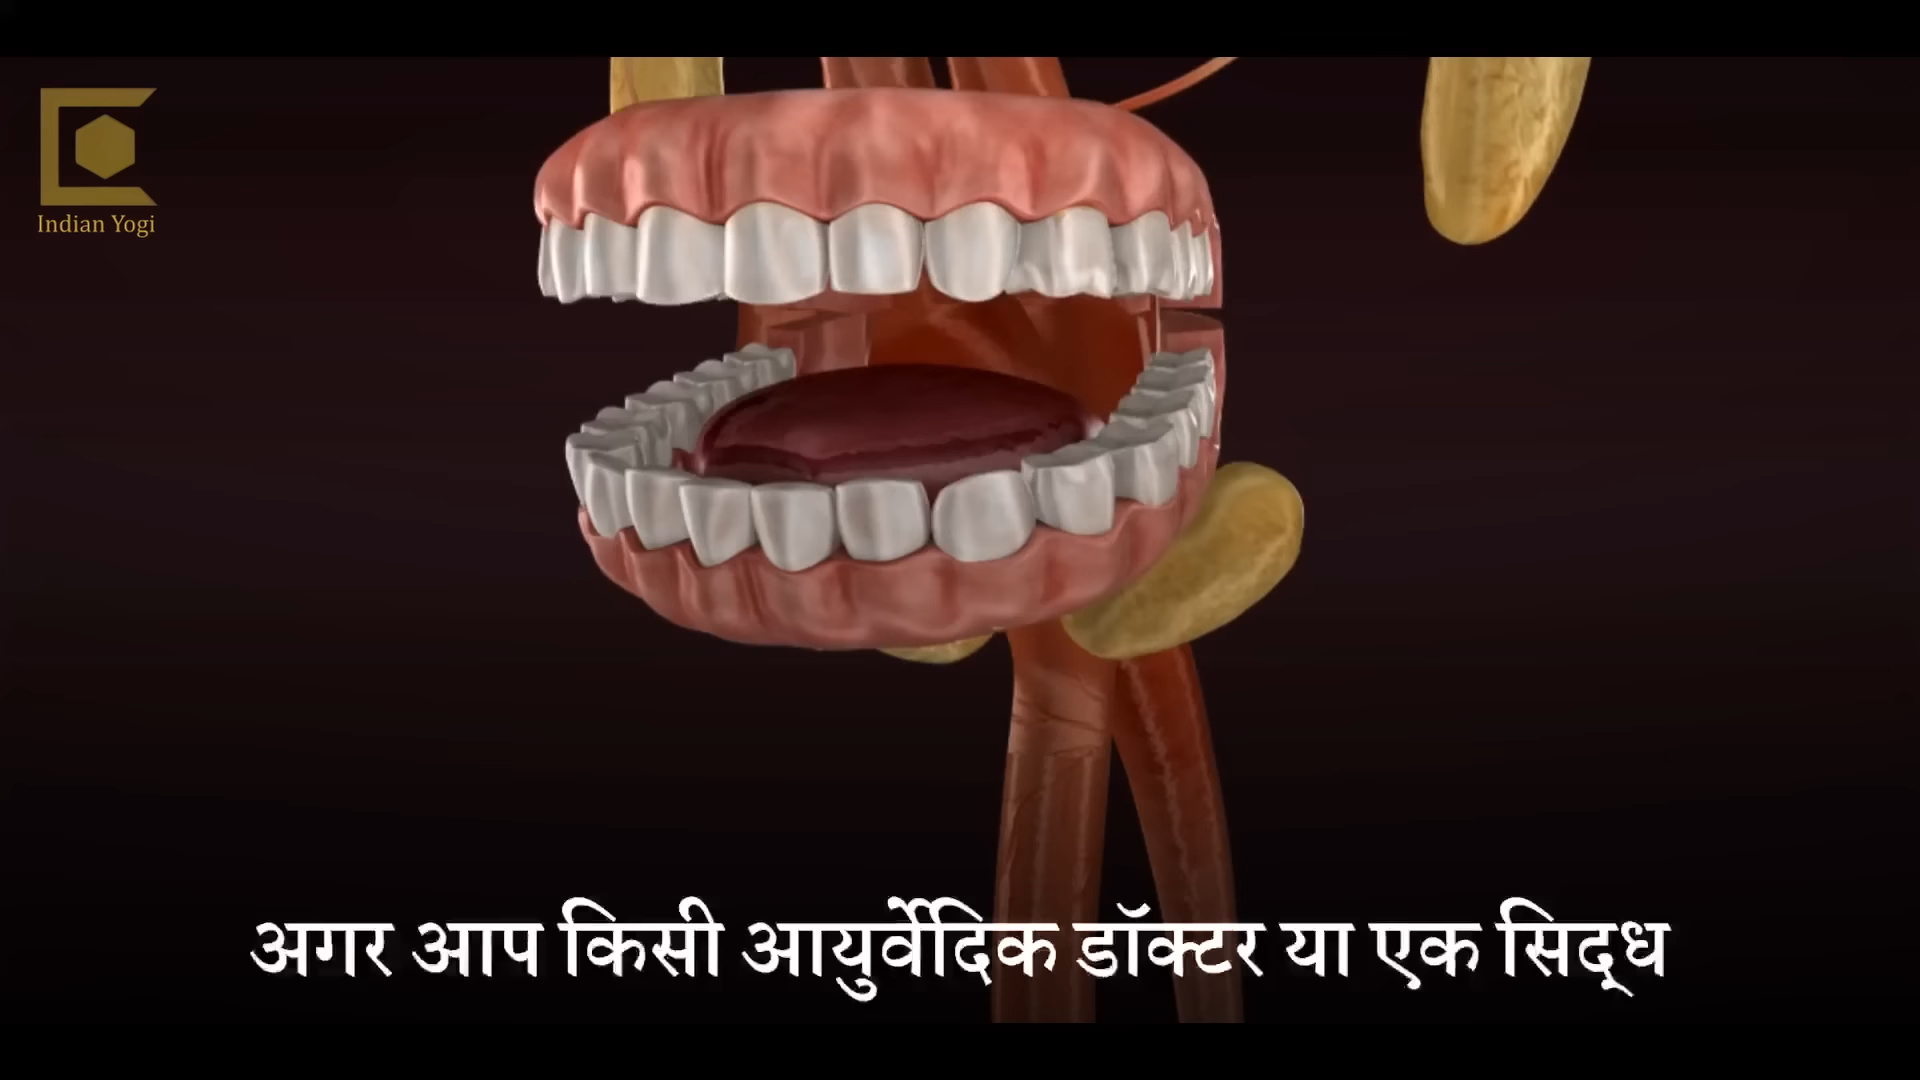 Indian Yogi
अगर आप किसी आयुर्वेदिक डॉक्टर या एक सिद्ध